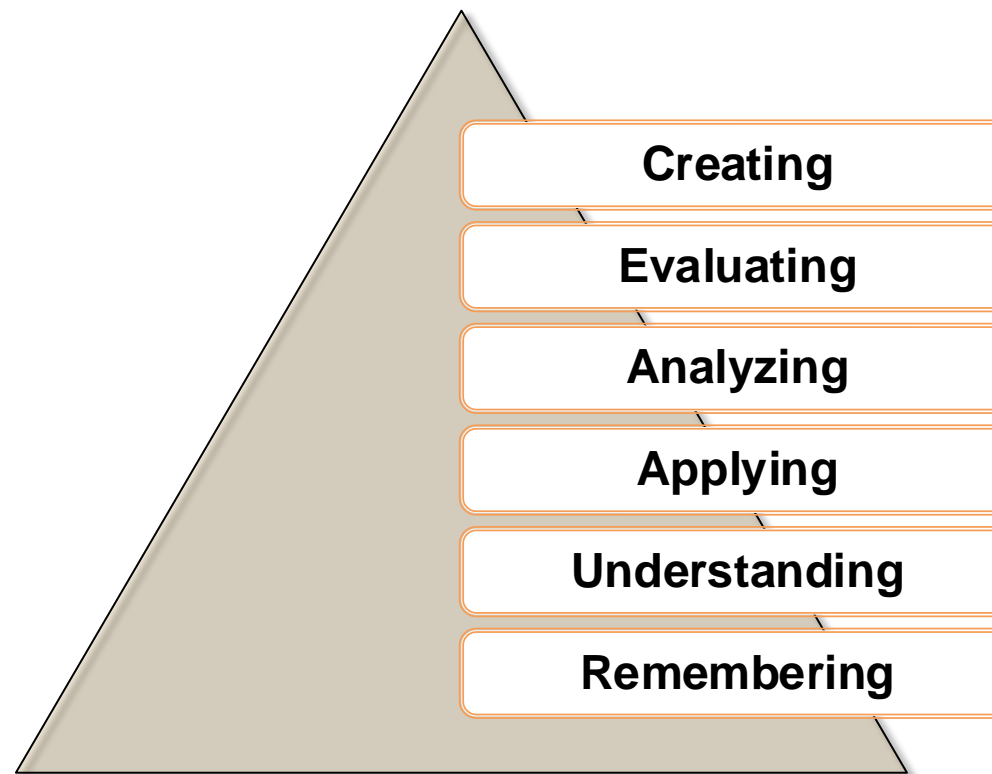 Creating
Evaluating
Analyzing
Applying
Understanding
Remembering